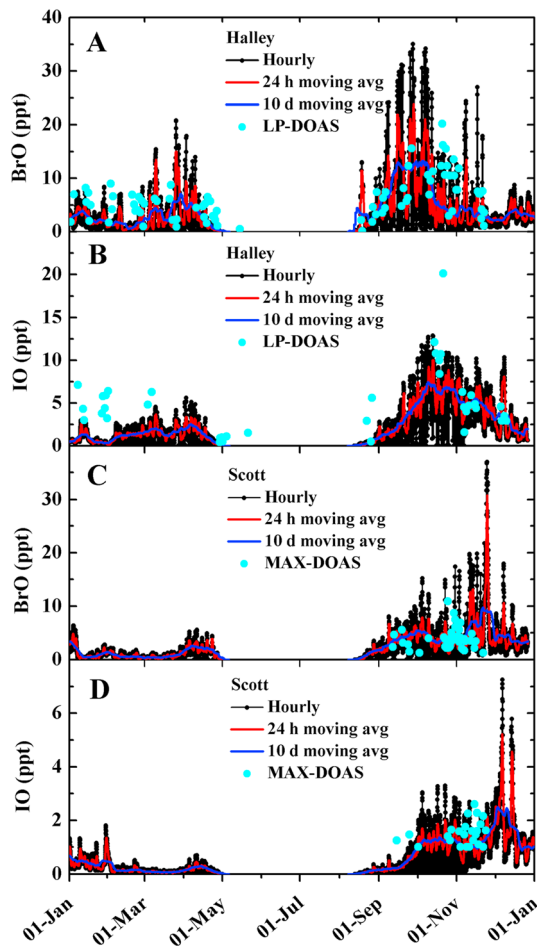 A
Halley
Hourly
24 h moving avg
10 d moving avg
LP-DOAS
BrO (ppt)
40
30
20
10
0
B
Halley
Hourly
24 h moving avg
10 d moving avg
LP-DOAS
IO (ppt)
20
15
10
5
0
C
Scott
Hourly
24 h moving avg
10 d moving avg
MAX-DOAS
BrO (ppt)
30
20
10
0
D
Scott
Hourly
24 h moving avg
10 d moving avg
MAX-DOAS
IO (ppt)
6
4
2
0
01-Jan
01-Mar
01-May
01-Jul
01-Sep
01-Nov
01-Jan